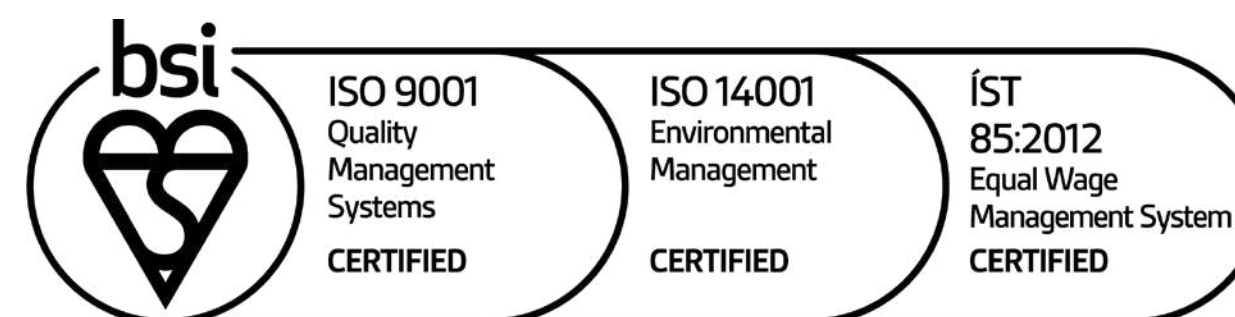 bsi
ISO 9001
Quality
Management
Systems
CERTIFIED
ISO 14001
Environmental
Management
CERTIFIED
ÍST
85:2012
Equal Wage
Management System
CERTIFIED